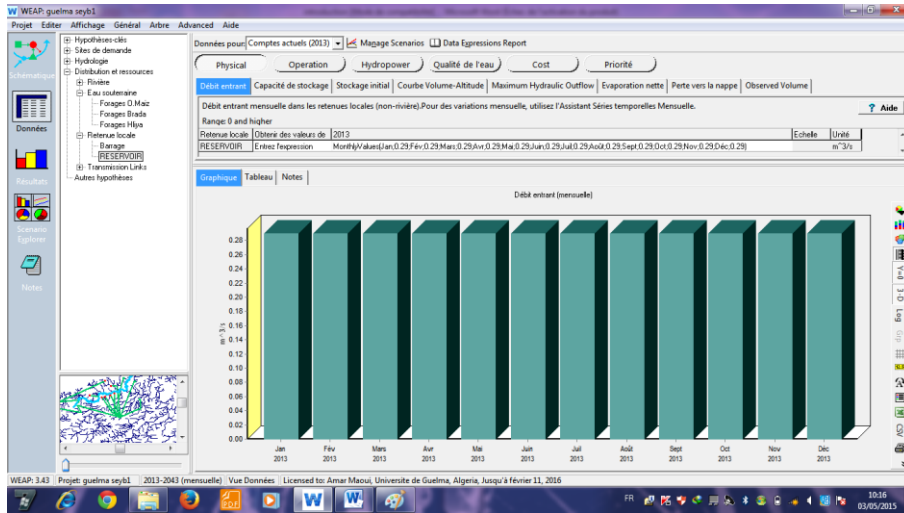 WEAP: guelma seyb1
Projet Editer Affichage Général Arbre Advanced Aide
Schématique
Données
Résultats
Scenario Explorer
Notes
Hypothèses-clés
Sites de demande
Hydrologie
Distribution et ressources
Rivière
Eau souterraine
Forages O.Maiz
Forages Brada
Forages Hliya
Retenue locale
Barrage
RESERVOIR
Transmission Links
Autres hypothèses
Données pour: Comptes actuels (2013) Manage Scenarios Data Expressions Report
Physical Operation Hydropower Qualité de l'eau Cost Priorité
Débit entrant Capacité de stockage Stockage initial Courbe Volume-Altitude Maximum Hydraulic Outflow Evaporation nette Perte vers la nappe Observed Volume
Débit entrant mensuelle dans les retenues locales (non-rivière).Pour des variations mensuelle, utilisez l'Assistant Séries temporelles Mensuelle.
? Aide
Range: 0 and higher
Retenue locale Obtenir des valeurs de 2013 Echelle Unité
RESERVOIR Entrez l'expression MonthlyValues(Jan;0.29;Fév;0.29;Mars;0.29;Avr;0.29;Mai;0.29;Juin;0.29;Juil;0.29;Août;0.29;Sept;0.29;Oct;0.29;Nov;0.29;Déc;0.29) m^3/s
Graphique Tableau Notes
Débit entrant (mensuelle)
0.28
0.26
0.24
0.22
0.20
0.18
0.16
0.14
0.12
0.10
0.08
0.06
0.04
0.02
0.00
m^3/s
Jan Fév Mars Avr Mai Juin Juil Août Sept Oct Nov Déc
2013 2013 2013 2013 2013 2013 2013 2013 2013 2013 2013 2013
Y=0
3-D
Log
Grp
CSV
WEAP: 3.43 Projet: guelma seyb1 2013-2043 (mensuelle) Vue Données Licensed to: Amar Maoui, Universite de Guelma, Algeria, Jusqu'à février 11, 2016
FR
10:16
03/05/2015